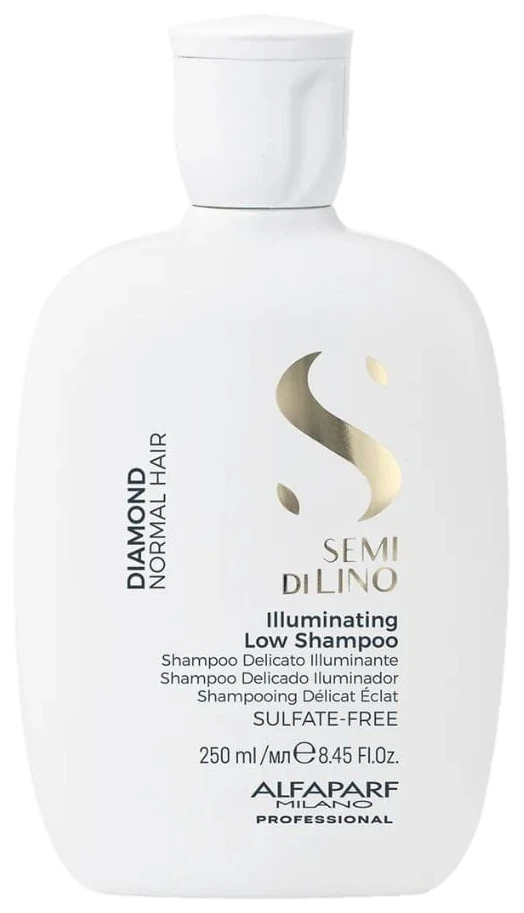 DIAMOND
NORMAL HAIR
SEMI
DI LINO
Illuminating
Low Shampoo
Shampoo Delicato Illuminante
Shampoo Delicado Iluminador
Shampooing Délicat Éclat
SULFATE-FREE
250 ml /мл℮8.45 Fl.Oz.
ALFAPARF
MILANO
PROFESSIONAL